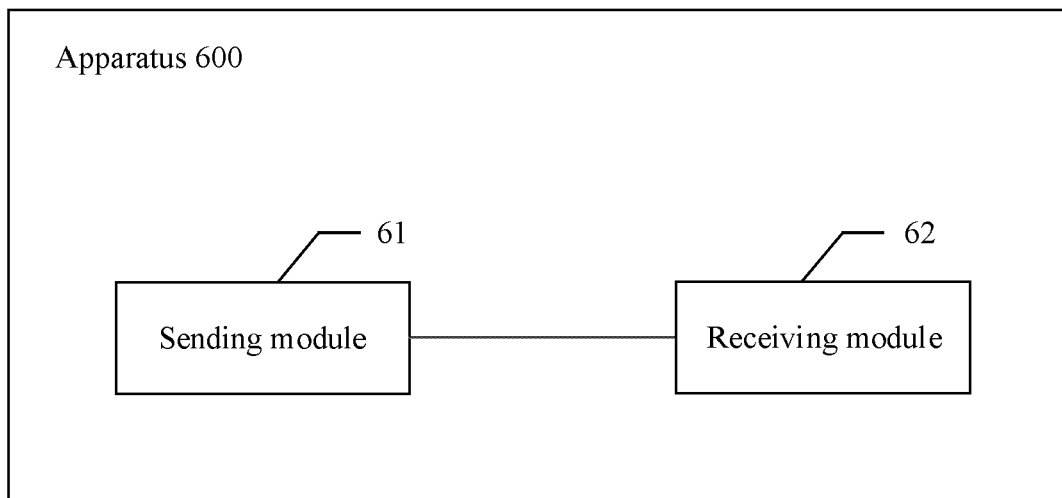 Apparatus 600
61
62
Sending module
Receiving module